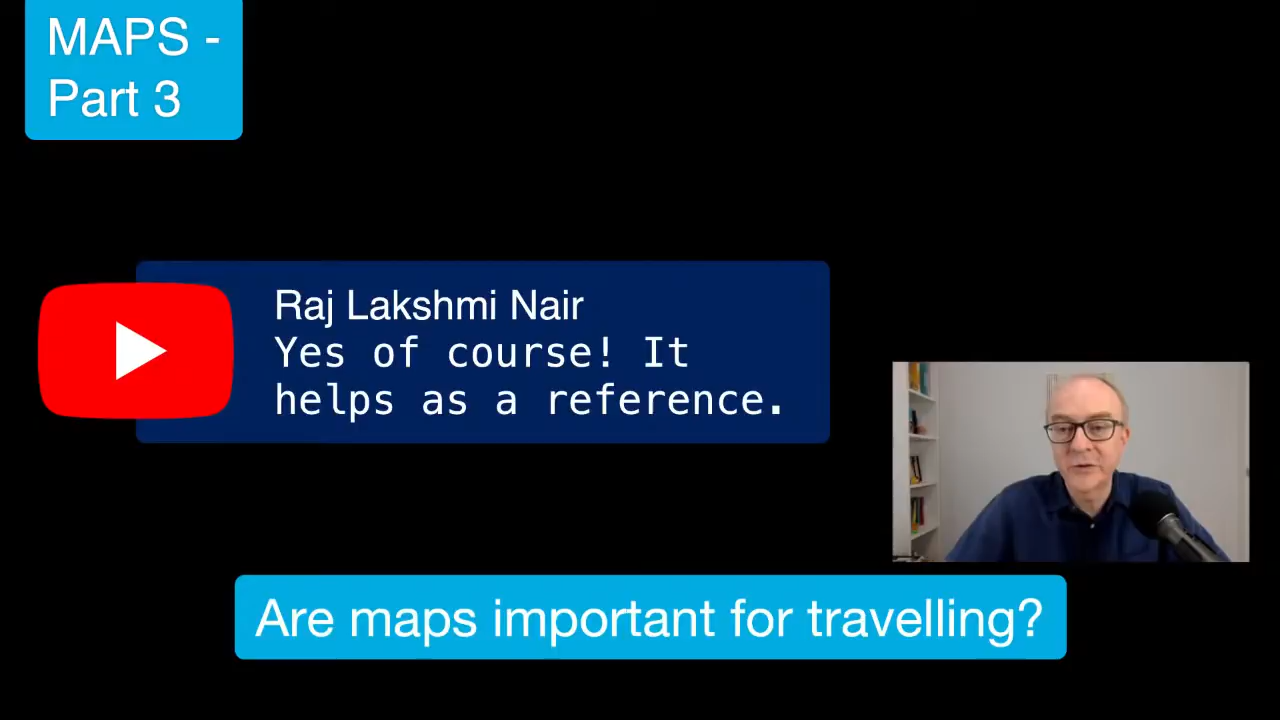 MAPS -
Part 3
Raj Lakshmi Nair
Yes of course! It
helps as a reference.
Are maps important for travelling?